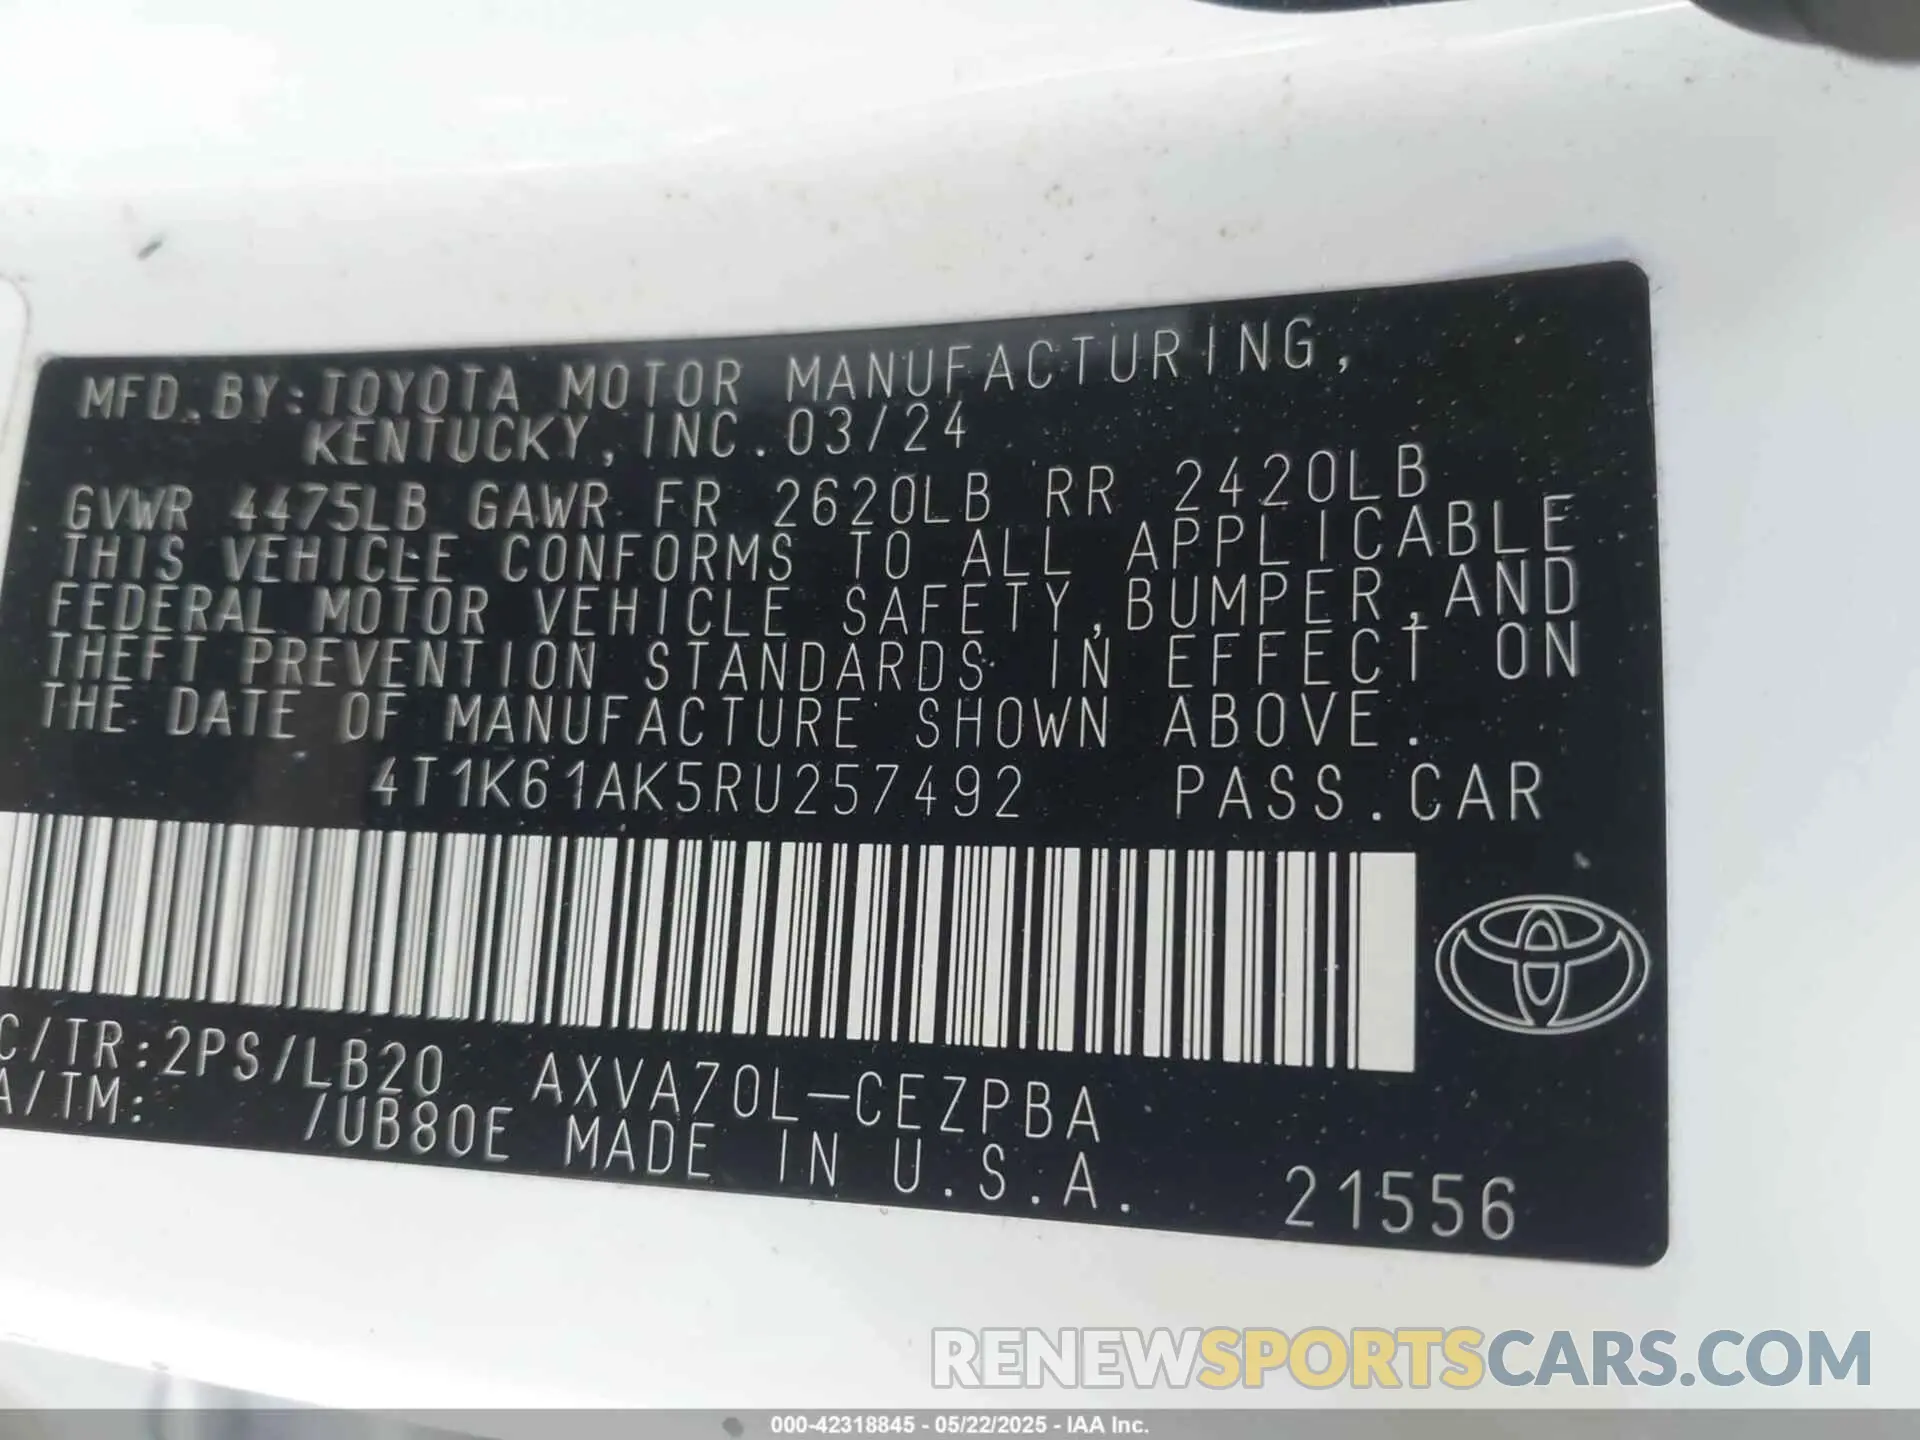 MFD. BY: TOYOTA MOTOR MANUFACTURING,
KENTUCKY, INC. 03/24
GVWR 4475LB GAWR FR 2620LB RR 2420LB
THIS VEHICLE CONFORMS TO ALL APPLICABLE
FEDERAL MOTOR VEHICLE SAFETY, BUMPER, AND
THEFT PREVENTION STANDARDS IN EFFECT ON
THE DATE OF MANUFACTURE SHOWN ABOVE.
4T1K61AK5RU257492 PASS. CAR
C/TR: 2PS/LB20 AXVA70L-CEZPBA
A/TM: /UB80E MADE IN U.S.A.
21556
RENEWSPORTSCARS.COM
000-42318845 - 05/22/2025 - IAA Inc.